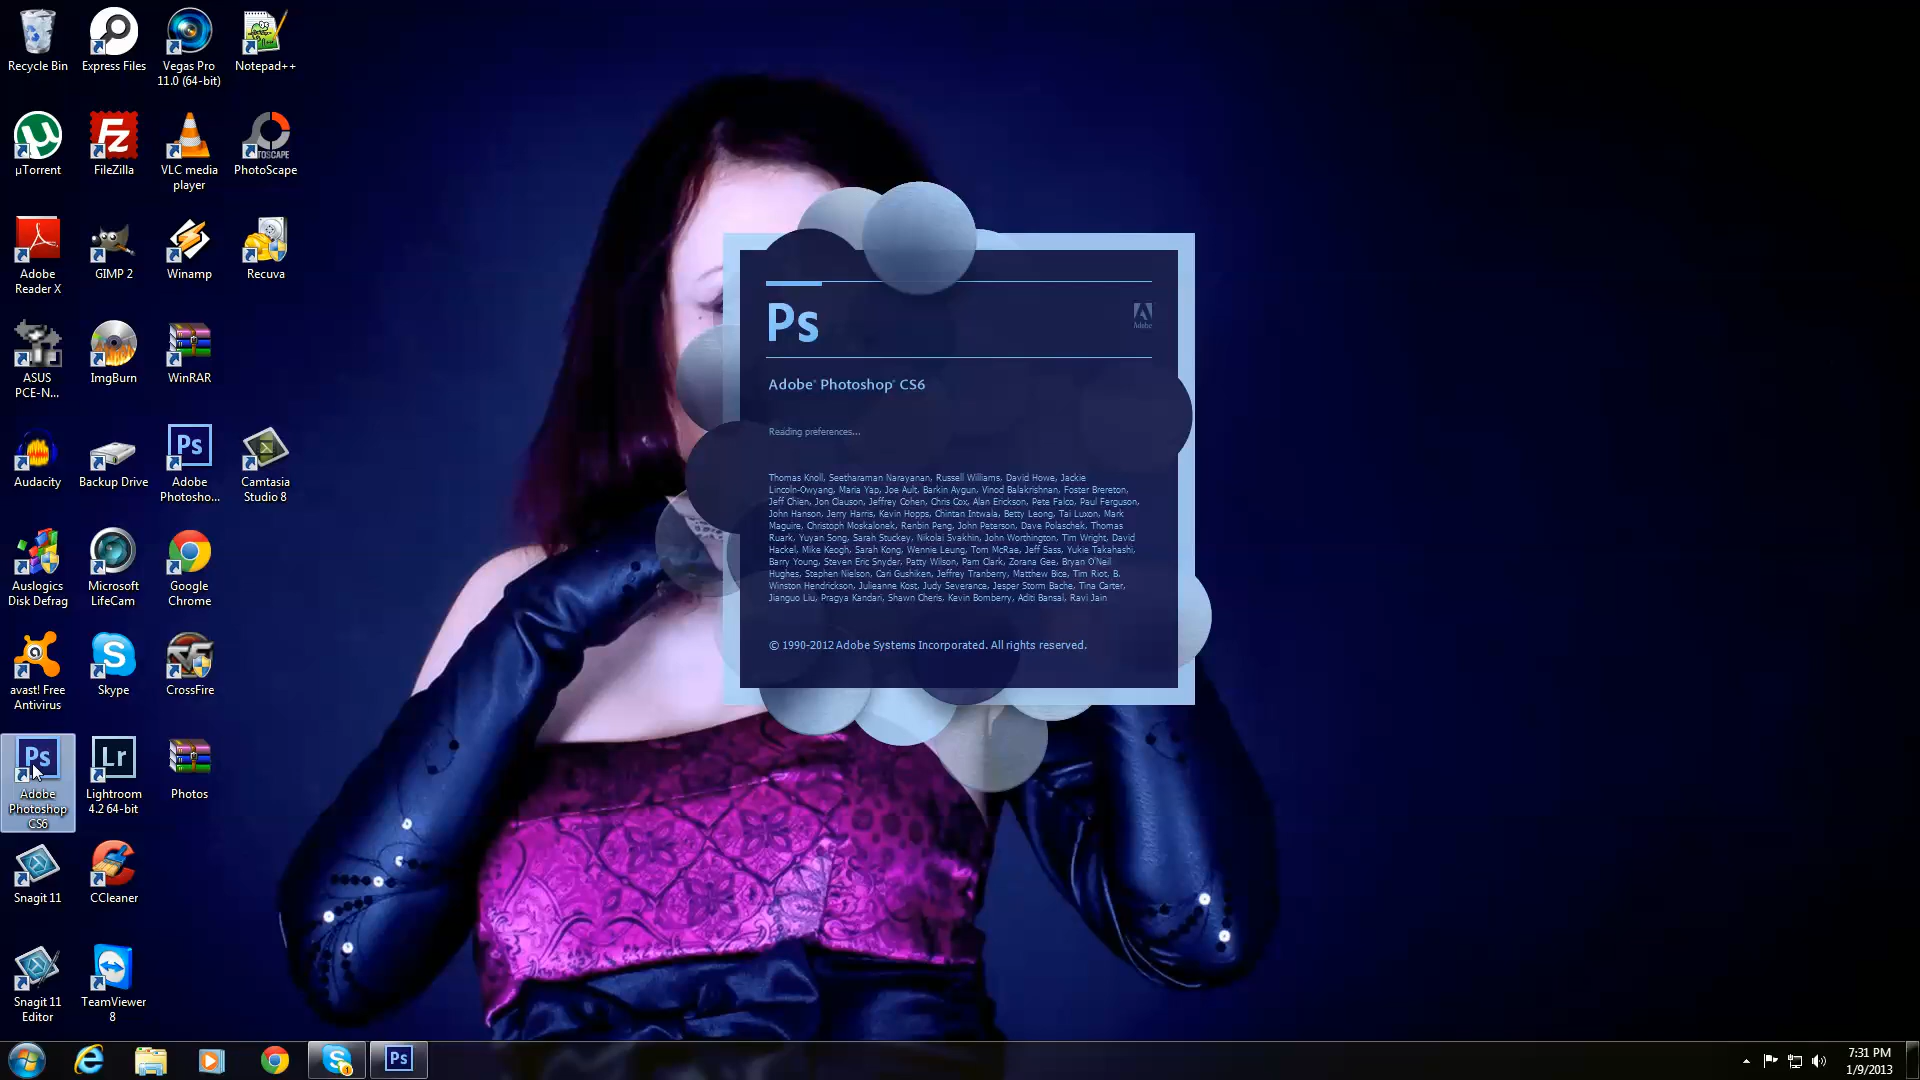 Recycle Bin
Express Files
Vegas Pro
11.0 (64-bit)
Notepad++
µTorrent
FileZilla
VLC media
player
TOSCAPE
PhotoScape
Adobe
Reader X
GIMP 2
Winamp
Recuva
ASUS
PCE-N...
ImgBurn
WinRAR
Audacity
Backup Drive
Ps
Adobe
Photosho...
Camtasia
Studio 8
Auslogics
Disk Defrag
Microsoft
LifeCam
Google
Chrome
avast! Free
Antivirus
Skype
CrossFire
Ps
Adobe
Photoshop
CS6
Lr
Lightroom
4.2 64-bit
Photos
Snagit 11
CCleaner
Snagit 11
Editor
TeamViewer
8
Ps
Adobe
Adobe® Photoshop® CS6
Reading preferences...
Thomas Knoll, Seetharaman Narayanan, Russell Williams, David Howe, Jackie
Lincoln-Owyang, Maria Yap, Joe Ault, Barkin Aygun, Vinod Balakrishnan, Foster Brereton,
Jeff Chien, Jon Clauson, Jeffrey Cohen, Chris Cox, Alan Erickson, Pete Falco, Paul Ferguson,
John Hanson, Jerry Harris, Kevin Hopps, Chintan Intwala, Betty Leong, Tai Luxon, Mark
Maguire, Christoph Moskalonek, Renbin Peng, John Peterson, Dave Polaschek, Thomas
Ruark, Yuyan Song, Sarah Stuckey, Nikolai Svakhin, John Worthington, Tim Wright, David
Hackel, Mike Keogh, Sarah Kong, Wennie Leung, Tom McRae, Jeff Sass, Yukie Takahashi,
Barry Young, Steven Eric Snyder, Patty Wilson, Pam Clark, Zorana Gee, Bryan O'Neil
Hughes, Stephen Nielson, Cari Gushiken, Jeffrey Tranberry, Matthew Bice, Tim Riot, B.
Winston Hendrickson, Julieanne Kost, Judy Severance, Jesper Storm Bache, Tina Carter,
Jianguo Liu, Pragya Kandari, Shawn Cheris, Kevin Bomberry, Aditi Bansal, Ravi Jain
© 1990-2012 Adobe Systems Incorporated. All rights reserved.
Ps
7:31 PM
1/9/2013